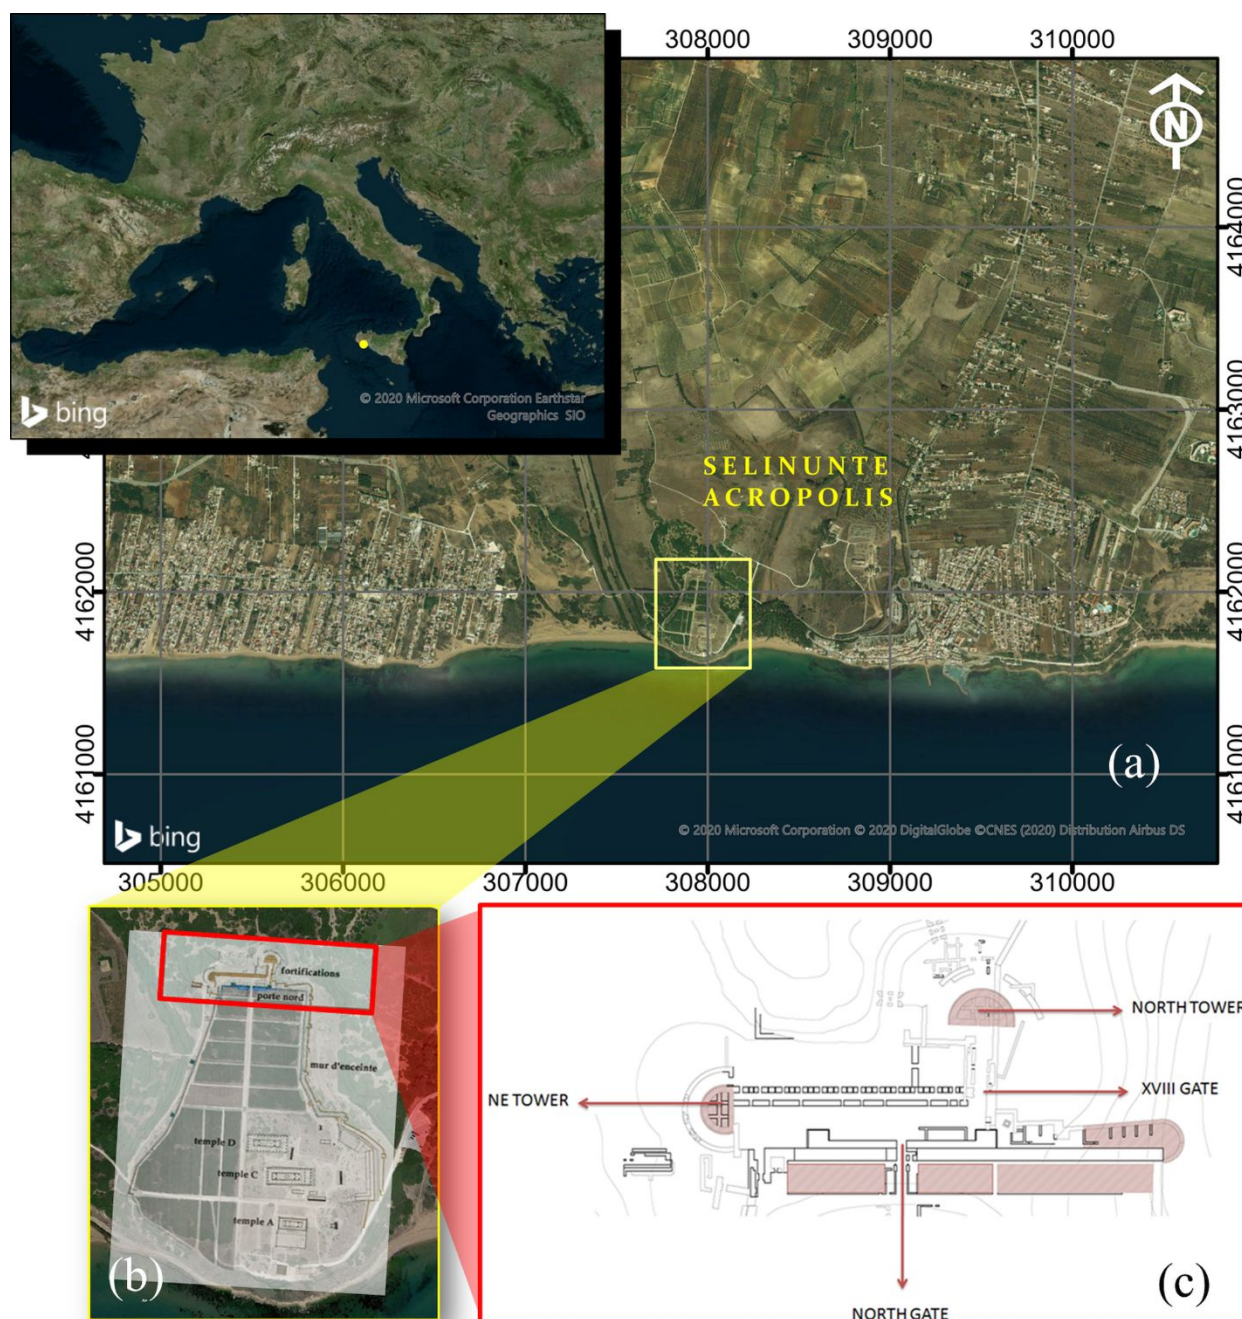 308000
309000
310000
N
4164000
4163000
4162000
4161000
bing
© 2020 Microsoft Corporation Earthstar
Geographics SIO
SELINUNTE
ACROPOLIS
4162000
4161000
(a)
bing
© 2020 Microsoft Corporation © 2020 DigitalGlobe ©CNES (2020) Distribution Airbus DS
305000
306000
307000
308000
309000
310000
fortifications
porte nord
mur d'enceinte
temple D
temple C
temple A
(b)
NORTH TOWER
XVIII GATE
NE TOWER
NORTH GATE
(c)